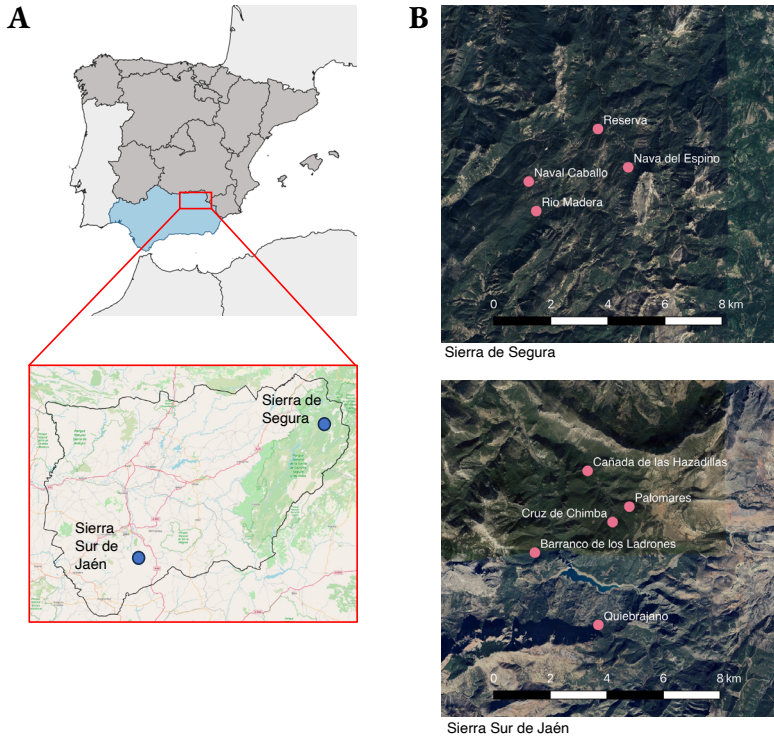 A
Sierra de
Segura
Sierra
Sur de
Jaén
B
Reserva
Nava del Espino
Naval Caballo
Rio Madera
0 2 4 6 8 km
Sierra de Segura
Cañada de las Hazadillas
Palomares
Cruz de Chimba
Barranco de los Ladrones
Quiebrajano
0 2 4 6 8 km
Sierra Sur de Jaén